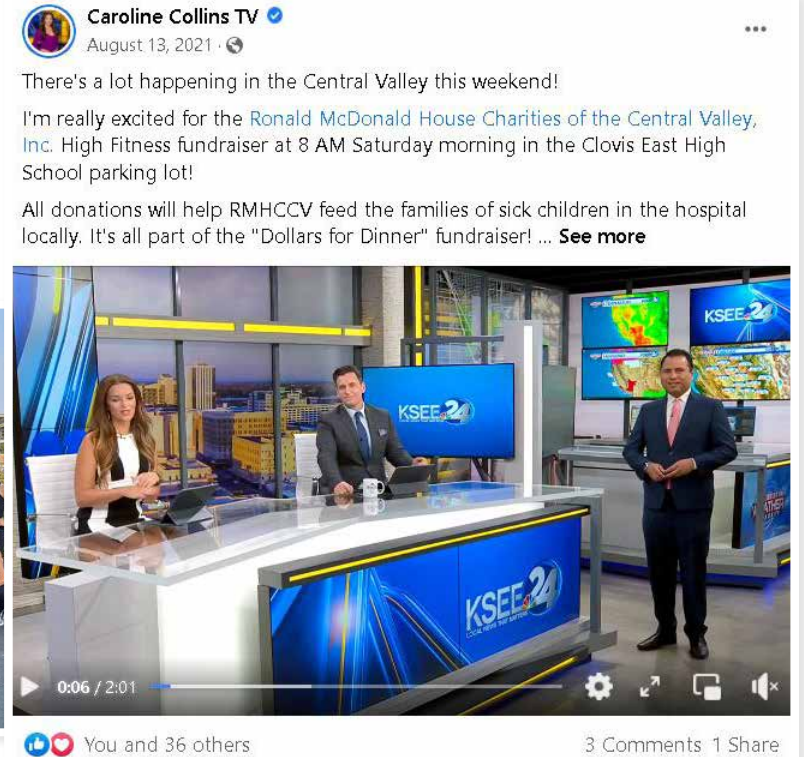 Caroline Collins TV
August 13, 2021 ·
There's a lot happening in the Central Valley this weekend!
I'm really excited for the Ronald McDonald House Charities of the Central Valley,
Inc. High Fitness fundraiser at 8 AM Saturday morning in the Clovis East High
School parking lot!
All donations will help RMHCCV feed the families of sick children in the hospital
locally. It's all part of the "Dollars for Dinner" fundraiser! ... See more
KSEE 24
KSEE 24
KSEE 24
LOCAL NEWS THAT MATTERS
0:06 / 2:01
You and 36 others
3 Comments 1 Share